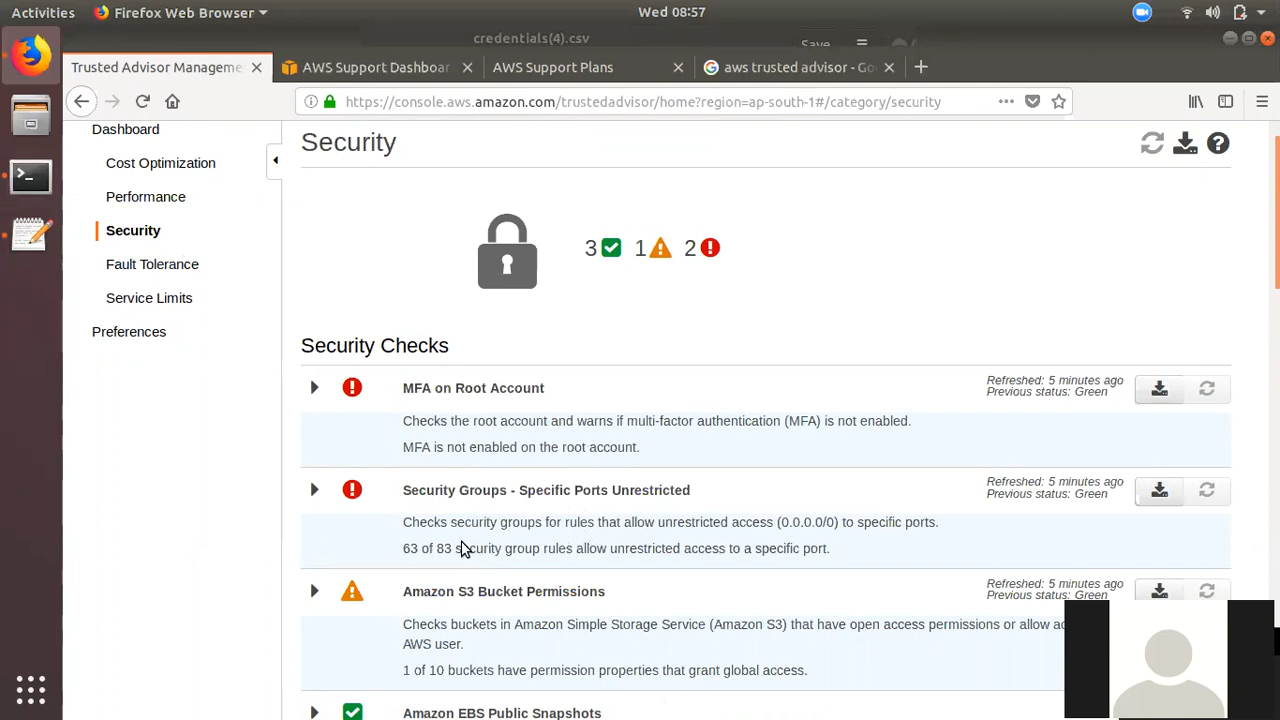 Activities
Firefox Web Browser
Wed 08:57
credentials(4).csv
Save
Trusted Advisor Manageme
AWS Support Dashboar
AWS Support Plans
aws trusted advisor - Go
https://console.aws.amazon.com/trustedadvisor/home?region=ap-south-1#/category/security
Dashboard
Cost Optimization
Performance
Security
Fault Tolerance
Service Limits
Preferences
Security
3 1 2
Security Checks
MFA on Root Account
Refreshed: 5 minutes ago
Previous status: Green
Checks the root account and warns if multi-factor authentication (MFA) is not enabled.
MFA is not enabled on the root account.
Security Groups - Specific Ports Unrestricted
Refreshed: 5 minutes ago
Previous status: Green
Checks security groups for rules that allow unrestricted access (0.0.0.0/0) to specific ports.
63 of 83 security group rules allow unrestricted access to a specific port.
Amazon S3 Bucket Permissions
Refreshed: 5 minutes ago
Previous status: Green
Checks buckets in Amazon Simple Storage Service (Amazon S3) that have open access permissions or allow ac
AWS user.
1 of 10 buckets have permission properties that grant global access.
Amazon EBS Public Snapshots